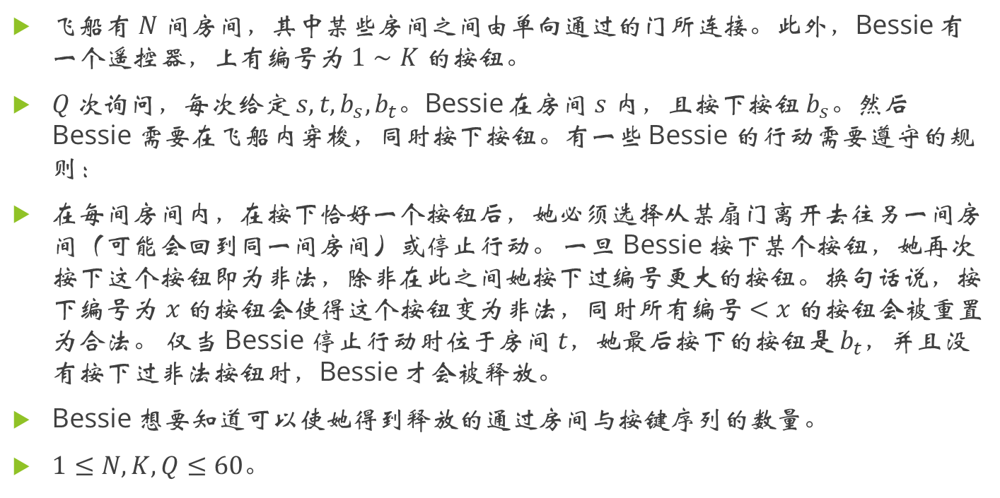 飞船有 N 间房间，其中某些房间之间由单向通过的门所连接。此外，Bessie 有
一个遥控器，上有编号为 1 ~ K 的按钮。
Q 次询问，每次给定 s, t, bₛ, bₜ。Bessie 在房间 s 内，且按下按钮 bₛ。然后
Bessie 需要在飞船内穿梭，同时按下按钮。有一些 Bessie 的行动需要遵守的规
则：
在每间房间内，在按下恰好一个按钮后，她必须选择从某扇门离开去往另一间房
间（可能会回到同一间房间）或停止行动。一旦 Bessie 按下某个按钮，她再次
按下这个按钮即为非法，除非在此之间她按下过编号更大的按钮。换句话说，按
下编号为 x 的按钮会使得这个按钮变为非法，同时所有编号 < x 的按钮会被重置
为合法。 仅当 Bessie 停止行动时位于房间 t，她最后按下的按钮是 bₜ，并且没
有按下过非法按钮时，Bessie 才会被释放。
Bessie 想要知道可以使她得到释放的通过房间与按键序列的数量。
1 ≤ N, K, Q ≤ 60。